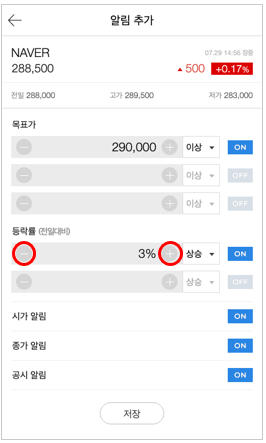 ← 알림 추가
NAVER 07.29 14:56 장중
288,500 ▲ 500 +0.17%
전일 288,000 고가 289,500 저가 283,000
목표가
− 290,000 + 이상 ▼ ON
− + 이상 ▼ OFF
− + 이상 ▼ OFF
등락률 (전일대비)
− 3% + 상승 ▼ ON
− + 상승 ▼ OFF
시가 알림 ON
종가 알림 ON
공시 알림 ON
저장